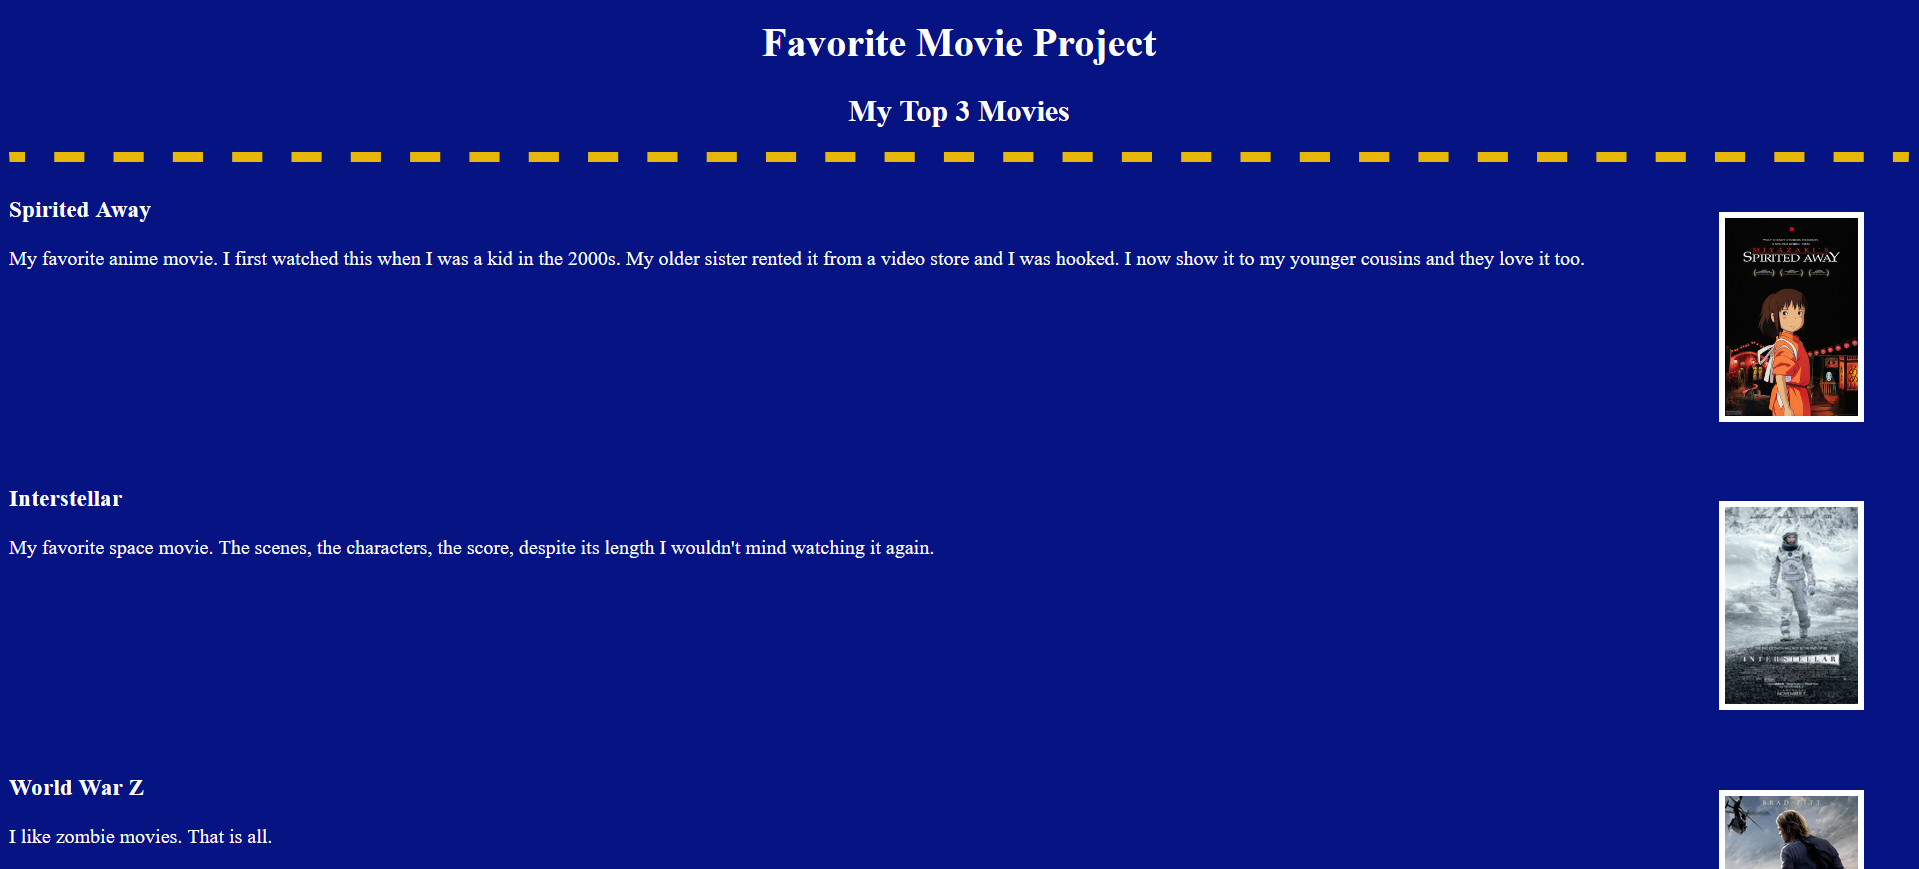 Favorite Movie Project
My Top 3 Movies
Spirited Away
My favorite anime movie. I first watched this when I was a kid in the 2000s. My older sister rented it from a video store and I was hooked. I now show it to my younger cousins and they love it too.
MIYAZAKI'S
SPIRITED AWAY
Interstellar
My favorite space movie. The scenes, the characters, the score, despite its length I wouldn't mind watching it again.
INTERSTELLAR
World War Z
I like zombie movies. That is all.
BRAD PITT